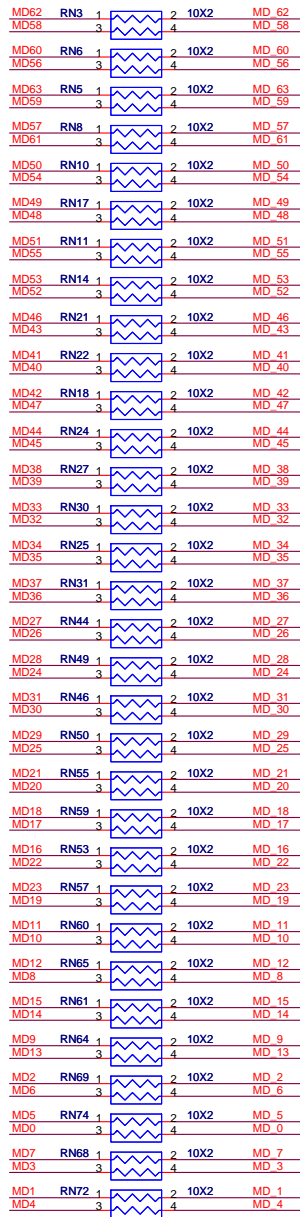 MD62 RN3 1 2 10X2 MD_62
MD58 3 4 MD_58
MD60 RN6 1 2 10X2 MD_60
MD56 3 4 MD_56
MD63 RN5 1 2 10X2 MD_63
MD59 3 4 MD_59
MD57 RN8 1 2 10X2 MD_57
MD61 3 4 MD_61
MD50 RN10 1 2 10X2 MD_50
MD54 3 4 MD_54
MD49 RN17 1 2 10X2 MD_49
MD48 3 4 MD_48
MD51 RN11 1 2 10X2 MD_51
MD55 3 4 MD_55
MD53 RN14 1 2 10X2 MD_53
MD52 3 4 MD_52
MD46 RN21 1 2 10X2 MD_46
MD43 3 4 MD_43
MD41 RN22 1 2 10X2 MD_41
MD40 3 4 MD_40
MD42 RN18 1 2 10X2 MD_42
MD47 3 4 MD_47
MD44 RN24 1 2 10X2 MD_44
MD45 3 4 MD_45
MD38 RN27 1 2 10X2 MD_38
MD39 3 4 MD_39
MD33 RN30 1 2 10X2 MD_33
MD32 3 4 MD_32
MD34 RN25 1 2 10X2 MD_34
MD35 3 4 MD_35
MD37 RN31 1 2 10X2 MD_37
MD36 3 4 MD_36
MD27 RN44 1 2 10X2 MD_27
MD26 3 4 MD_26
MD28 RN49 1 2 10X2 MD_28
MD24 3 4 MD_24
MD31 RN46 1 2 10X2 MD_31
MD30 3 4 MD_30
MD29 RN50 1 2 10X2 MD_29
MD25 3 4 MD_25
MD21 RN55 1 2 10X2 MD_21
MD20 3 4 MD_20
MD18 RN59 1 2 10X2 MD_18
MD17 3 4 MD_17
MD16 RN53 1 2 10X2 MD_16
MD22 3 4 MD_22
MD23 RN57 1 2 10X2 MD_23
MD19 3 4 MD_19
MD11 RN60 1 2 10X2 MD_11
MD10 3 4 MD_10
MD12 RN65 1 2 10X2 MD_12
MD8 3 4 MD_8
MD15 RN61 1 2 10X2 MD_15
MD14 3 4 MD_14
MD9 RN64 1 2 10X2 MD_9
MD13 3 4 MD_13
MD2 RN69 1 2 10X2 MD_2
MD6 3 4 MD_6
MD5 RN74 1 2 10X2 MD_5
MD0 3 4 MD_0
MD7 RN68 1 2 10X2 MD_7
MD3 3 4 MD_3
MD1 RN72 1 2 10X2 MD_1
MD4 3 4 MD_4